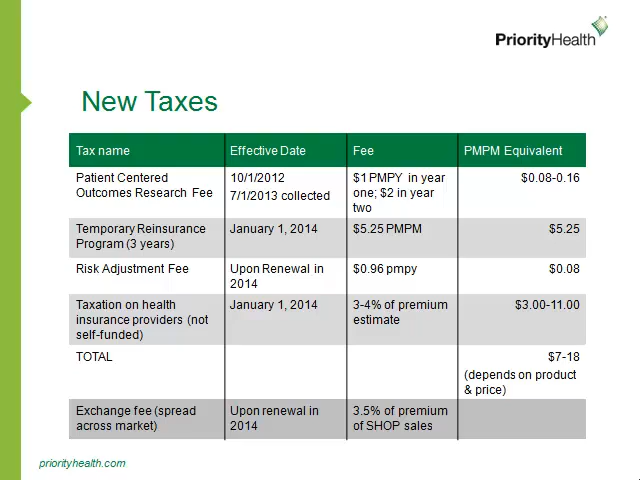 PriorityHealth
New Taxes
Tax name Effective Date Fee PMPM Equivalent
Patient Centered
Outcomes Research Fee
10/1/2012
7/1/2013 collected
$1 PMPY in year
one; $2 in year
two
$0.08-0.16
Temporary Reinsurance
Program (3 years)
January 1, 2014
$5.25 PMPM
$5.25
Risk Adjustment Fee
Upon Renewal in
2014
$0.96 pmpy
$0.08
Taxation on health
insurance providers (not
self-funded)
January 1, 2014
3-4% of premium
estimate
$3.00-11.00
TOTAL
$7-18
(depends on product
& price)
Exchange fee (spread
across market)
Upon renewal in
2014
3.5% of premium
of SHOP sales
priorityhealth.com